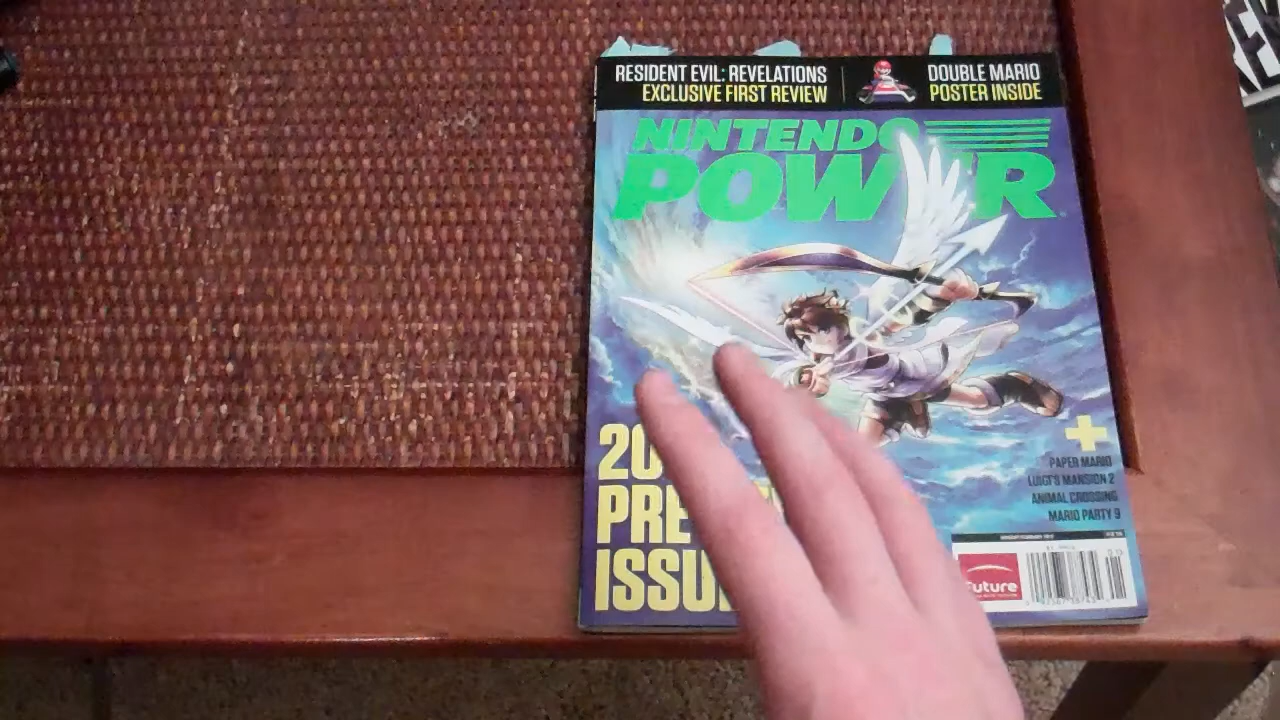 RESIDENT EVIL: REVELATIONS
EXCLUSIVE FIRST REVIEW
DOUBLE MARIO
POSTER INSIDE
NINTENDO
POWER
20
PRE
ISSU
PAPER MARIO
LUIGI'S MANSION 2
ANIMAL CROSSING
MARIO PARTY 9
Future